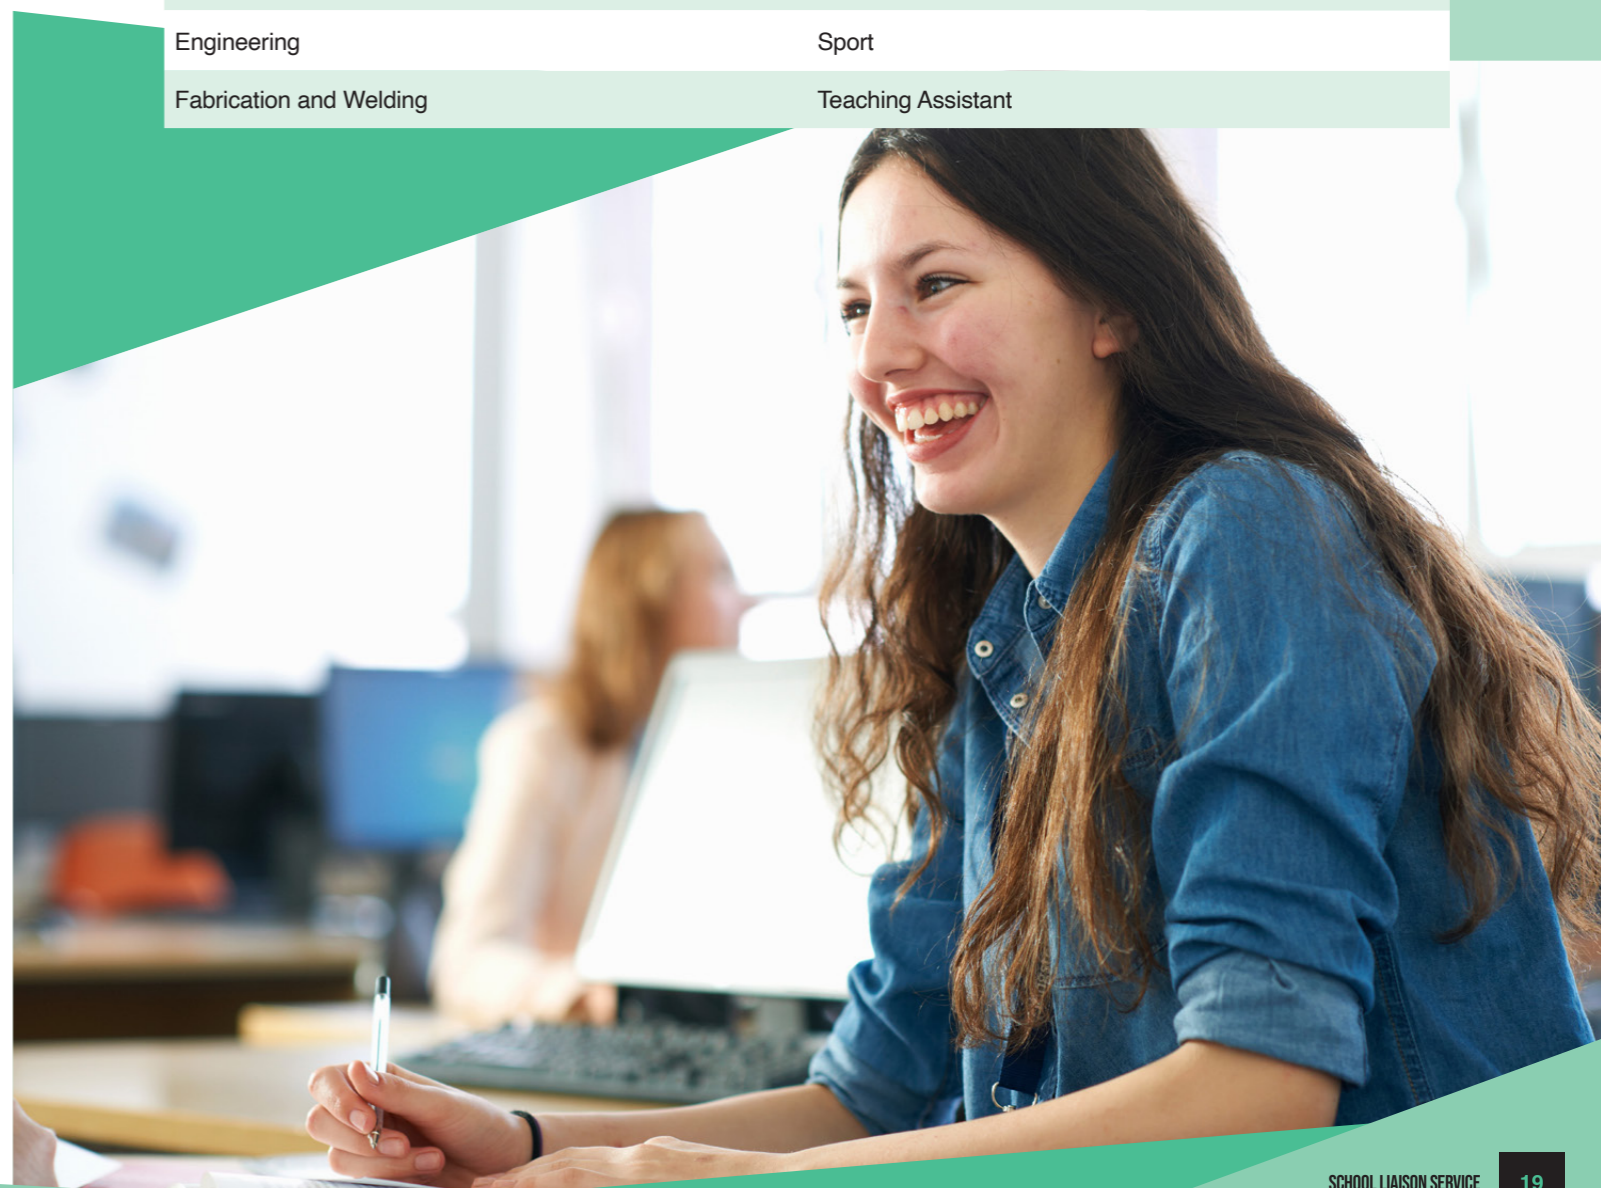 Engineering Sport
Fabrication and Welding Teaching Assistant
SCHOOL LIAISON SERVICE 19